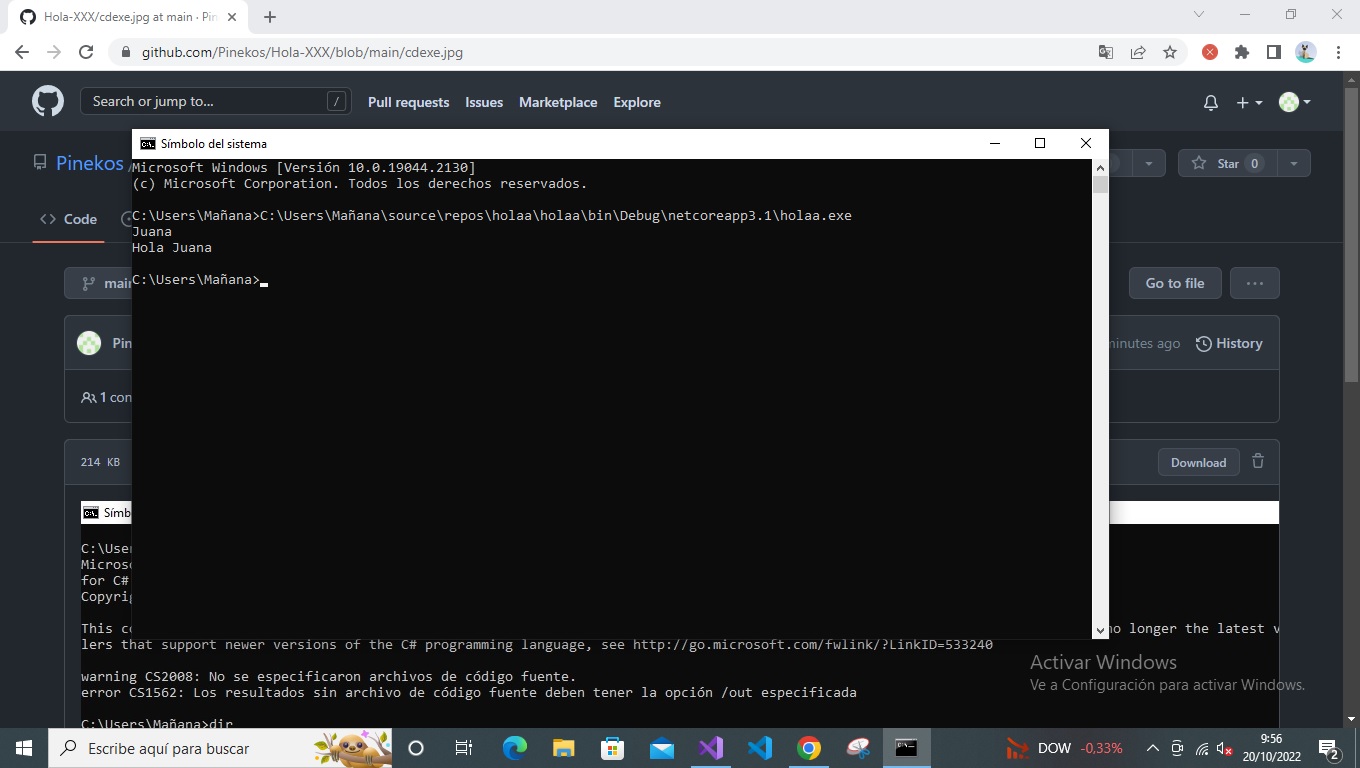 Hola-XXX/cdexe.jpg at main · Pin
github.com/Pinekos/Hola-XXX/blob/main/cdexe.jpg
Search or jump to... /
Pull requests Issues Marketplace Explore
Símbolo del sistema
Pinekos /
Star 0
Microsoft Windows [Versión 10.0.19044.2130]
(c) Microsoft Corporation. Todos los derechos reservados.
C:\Users\Mañana>C:\Users\Mañana\source\repos\holaa\holaa\bin\Debug\netcoreapp3.1\holaa.exe
Juana
Hola Juana
C:\Users\Mañana>
Code
main
Go to file ...
Pin
minutes ago History
1 con
214 KB
Download
Símb
C:\User
Microso
for C#
Copyrig
This co
no longer the latest v
lers that support newer versions of the C# programming language, see http://go.microsoft.com/fwlink/?LinkID=533240
Activar Windows
Ve a Configuración para activar Windows.
warning CS2008: No se especificaron archivos de código fuente.
error CS1562: Los resultados sin archivo de código fuente deben tener la opción /out especificada
C:\Users\Mañana>dir
Escribe aquí para buscar
DOW -0,33%
9:56
20/10/2022
2